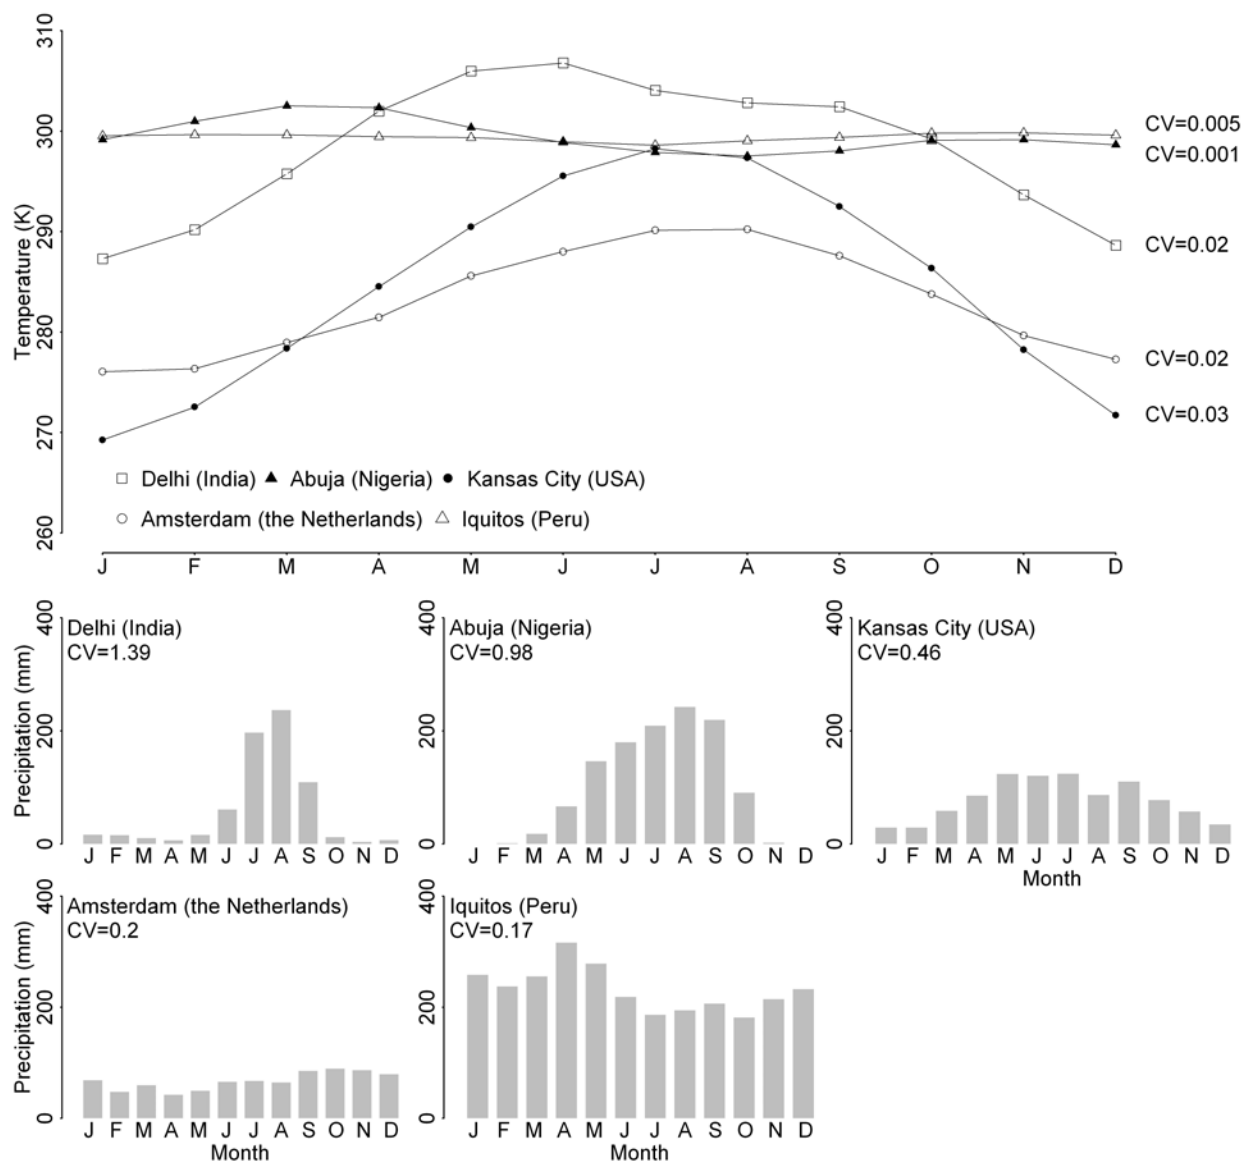 310
300
290
280
270
260
Temperature (K)
CV=0.005
CV=0.001
CV=0.02
CV=0.02
CV=0.03
Delhi (India) Abuja (Nigeria) Kansas City (USA)
Amsterdam (the Netherlands) Iquitos (Peru)
J F M A M J J A S O N D
400
200
0
Precipitation (mm)
Delhi (India)
CV=1.39
J F M A M J J A S O N D
400
200
0
Abuja (Nigeria)
CV=0.98
J F M A M J J A S O N D
400
200
0
Kansas City (USA)
CV=0.46
J F M A M J J A S O N D
Month
400
200
0
Precipitation (mm)
Amsterdam (the Netherlands)
CV=0.2
J F M A M J J A S O N D
Month
400
200
0
Iquitos (Peru)
CV=0.17
J F M A M J J A S O N D
Month